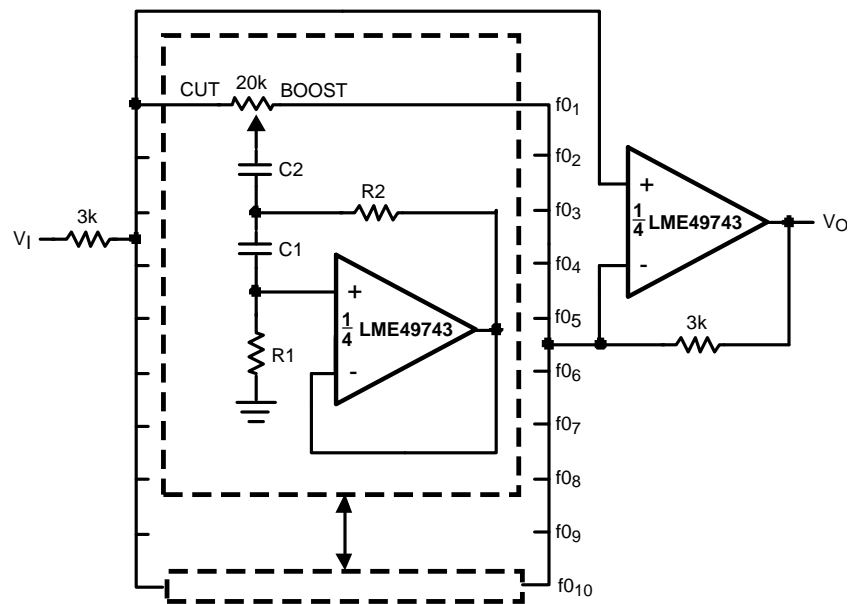 CUT
20k
BOOST
C2
R2
C1
+
1/4 LME49743
-
R1
V_I
3k
f0₁
f0₂
f0₃
f0₄
f0₅
f0₆
f0₇
f0₈
f0₉
f0₁₀
+
1/4 LME49743
-
V_O
3k